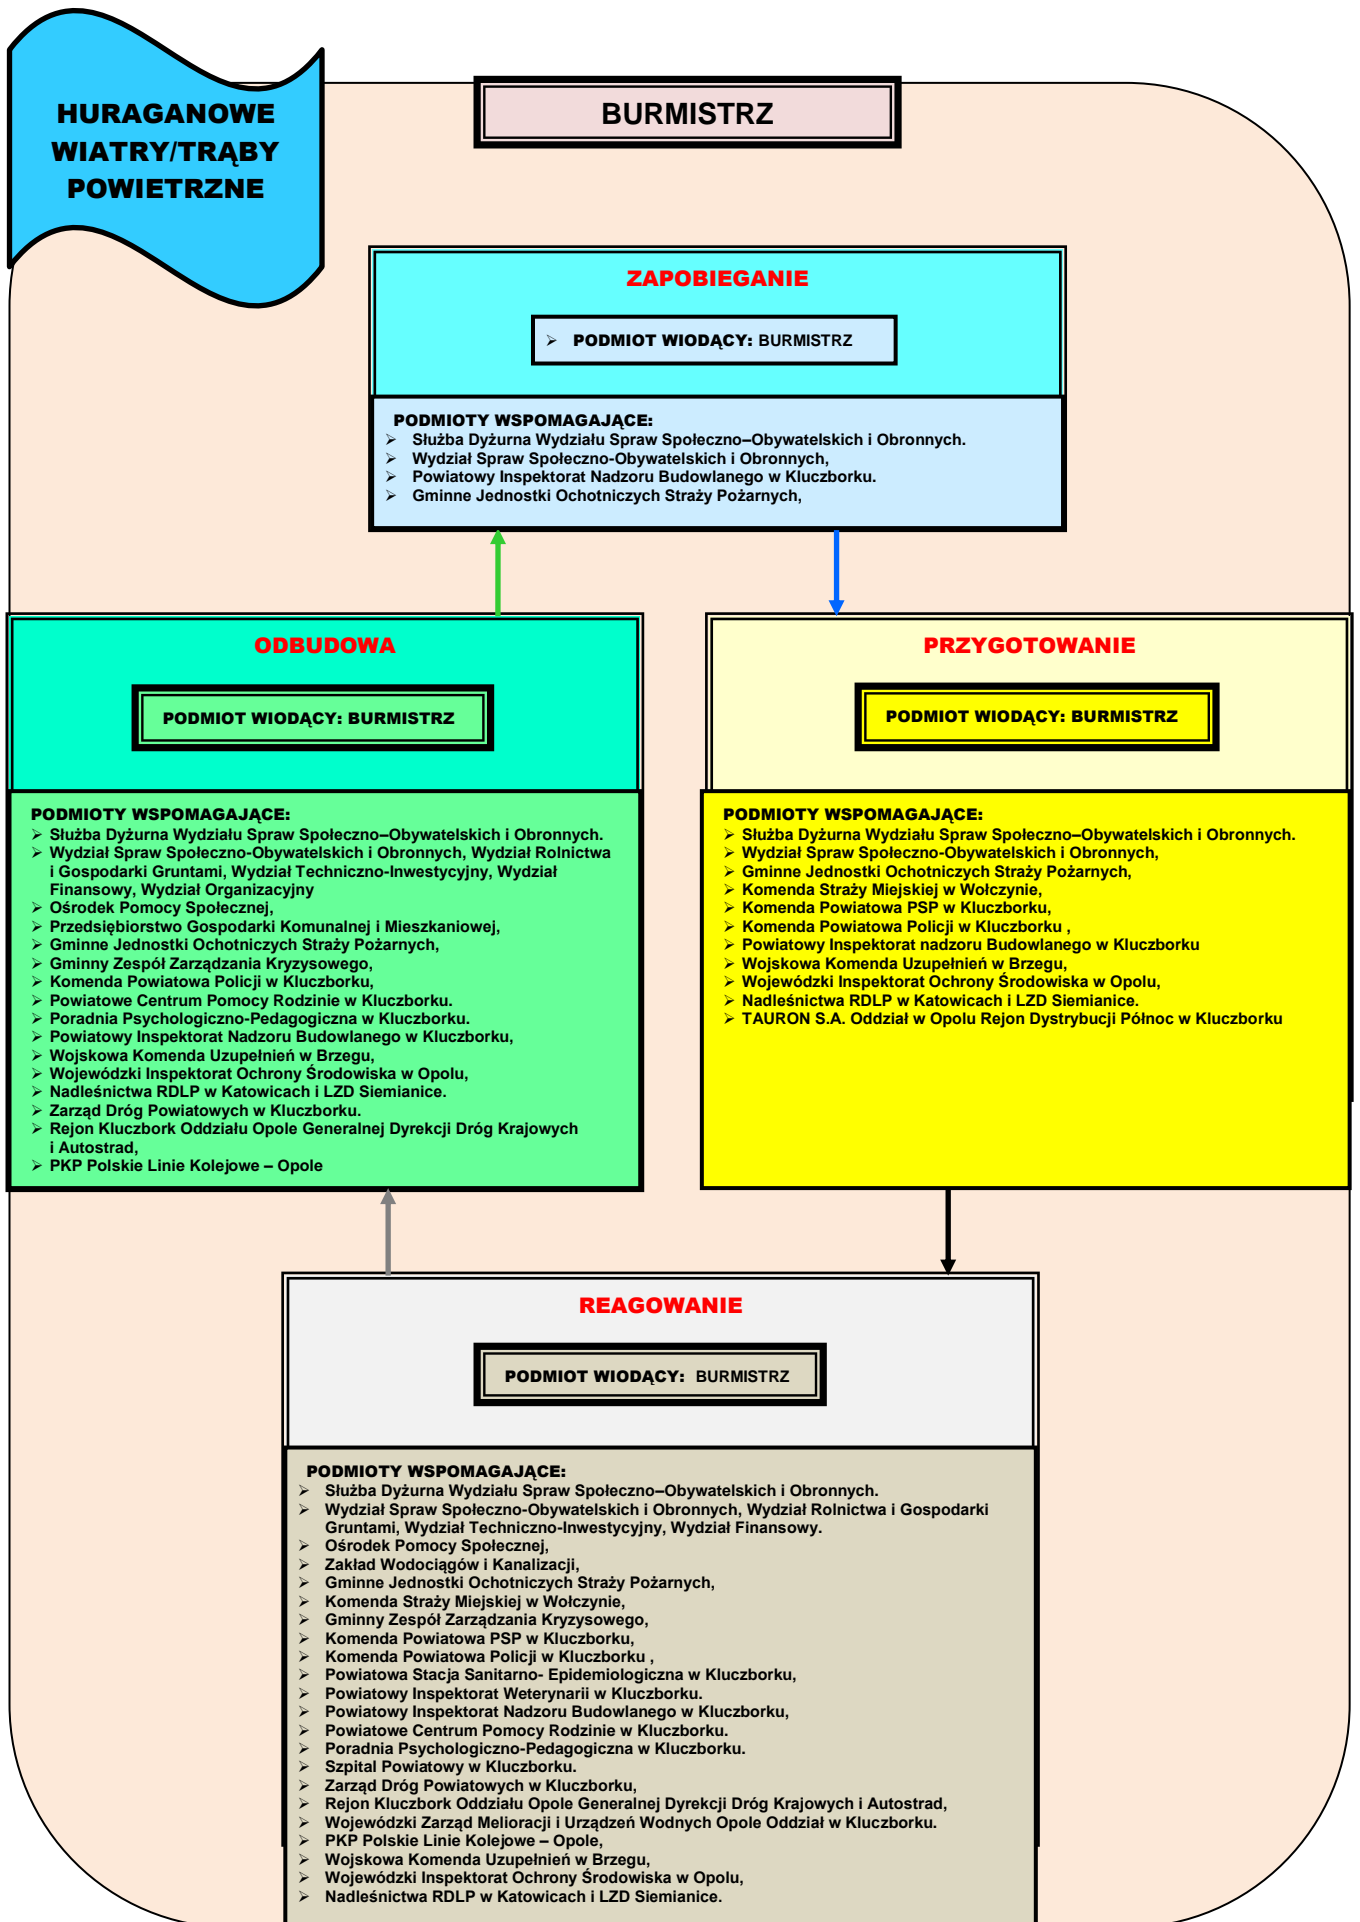 HURAGANOWE
WIATRY/TRĄBY
POWIETRZNE
BURMISTRZ
ZAPOBIEGANIE
➢ PODMIOT WIODĄCY: BURMISTRZ
PODMIOTY WSPOMAGAJĄCE:
➢ Służba Dyżurna Wydziału Spraw Społeczno–Obywatelskich i Obronnych.
➢ Wydział Spraw Społeczno-Obywatelskich i Obronnych,
➢ Powiatowy Inspektorat Nadzoru Budowlanego w Kluczborku.
➢ Gminne Jednostki Ochotniczych Straży Pożarnych,
ODBUDOWA
PODMIOT WIODĄCY: BURMISTRZ
PODMIOTY WSPOMAGAJĄCE:
➢ Służba Dyżurna Wydziału Spraw Społeczno–Obywatelskich i Obronnych.
➢ Wydział Spraw Społeczno-Obywatelskich i Obronnych, Wydział Rolnictwa
i Gospodarki Gruntami, Wydział Techniczno-Inwestycyjny, Wydział
Finansowy, Wydział Organizacyjny
➢ Ośrodek Pomocy Społecznej,
➢ Przedsiębiorstwo Gospodarki Komunalnej i Mieszkaniowej,
➢ Gminne Jednostki Ochotniczych Straży Pożarnych,
➢ Gminny Zespół Zarządzania Kryzysowego,
➢ Komenda Powiatowa Policji w Kluczborku,
➢ Powiatowe Centrum Pomocy Rodzinie w Kluczborku.
➢ Poradnia Psychologiczno-Pedagogiczna w Kluczborku.
➢ Powiatowy Inspektorat Nadzoru Budowlanego w Kluczborku,
➢ Wojskowa Komenda Uzupełnień w Brzegu,
➢ Wojewódzki Inspektorat Ochrony Środowiska w Opolu,
➢ Nadleśnictwa RDLP w Katowicach i LZD Siemianice.
➢ Zarząd Dróg Powiatowych w Kluczborku.
➢ Rejon Kluczbork Oddziału Opole Generalnej Dyrekcji Dróg Krajowych
i Autostrad,
➢ PKP Polskie Linie Kolejowe – Opole
PRZYGOTOWANIE
PODMIOT WIODĄCY: BURMISTRZ
PODMIOTY WSPOMAGAJĄCE:
➢ Służba Dyżurna Wydziału Spraw Społeczno–Obywatelskich i Obronnych.
➢ Wydział Spraw Społeczno-Obywatelskich i Obronnych,
➢ Gminne Jednostki Ochotniczych Straży Pożarnych,
➢ Komenda Straży Miejskiej w Wołczynie,
➢ Komenda Powiatowa PSP w Kluczborku,
➢ Komenda Powiatowa Policji w Kluczborku ,
➢ Powiatowy Inspektorat nadzoru Budowlanego w Kluczborku
➢ Wojskowa Komenda Uzupełnień w Brzegu,
➢ Wojewódzki Inspektorat Ochrony Środowiska w Opolu,
➢ Nadleśnictwa RDLP w Katowicach i LZD Siemianice.
➢ TAURON S.A. Oddział w Opolu Rejon Dystrybucji Północ w Kluczborku
REAGOWANIE
PODMIOT WIODĄCY: BURMISTRZ
PODMIOTY WSPOMAGAJĄCE:
➢ Służba Dyżurna Wydziału Spraw Społeczno–Obywatelskich i Obronnych.
➢ Wydział Spraw Społeczno-Obywatelskich i Obronnych, Wydział Rolnictwa i Gospodarki
Gruntami, Wydział Techniczno-Inwestycyjny, Wydział Finansowy.
➢ Ośrodek Pomocy Społecznej,
➢ Zakład Wodociągów i Kanalizacji,
➢ Gminne Jednostki Ochotniczych Straży Pożarnych,
➢ Komenda Straży Miejskiej w Wołczynie,
➢ Gminny Zespół Zarządzania Kryzysowego,
➢ Komenda Powiatowa PSP w Kluczborku,
➢ Komenda Powiatowa Policji w Kluczborku ,
➢ Powiatowa Stacja Sanitarno- Epidemiologiczna w Kluczborku,
➢ Powiatowy Inspektorat Weterynarii w Kluczborku.
➢ Powiatowy Inspektorat Nadzoru Budowlanego w Kluczborku,
➢ Powiatowe Centrum Pomocy Rodzinie w Kluczborku.
➢ Poradnia Psychologiczno-Pedagogiczna w Kluczborku.
➢ Szpital Powiatowy w Kluczborku.
➢ Zarząd Dróg Powiatowych w Kluczborku,
➢ Rejon Kluczbork Oddziału Opole Generalnej Dyrekcji Dróg Krajowych i Autostrad,
➢ Wojewódzki Zarząd Melioracji i Urządzeń Wodnych Opole Oddział w Kluczborku.
➢ PKP Polskie Linie Kolejowe – Opole,
➢ Wojskowa Komenda Uzupełnień w Brzegu,
➢ Wojewódzki Inspektorat Ochrony Środowiska w Opolu,
➢ Nadleśnictwa RDLP w Katowicach i LZD Siemianice.